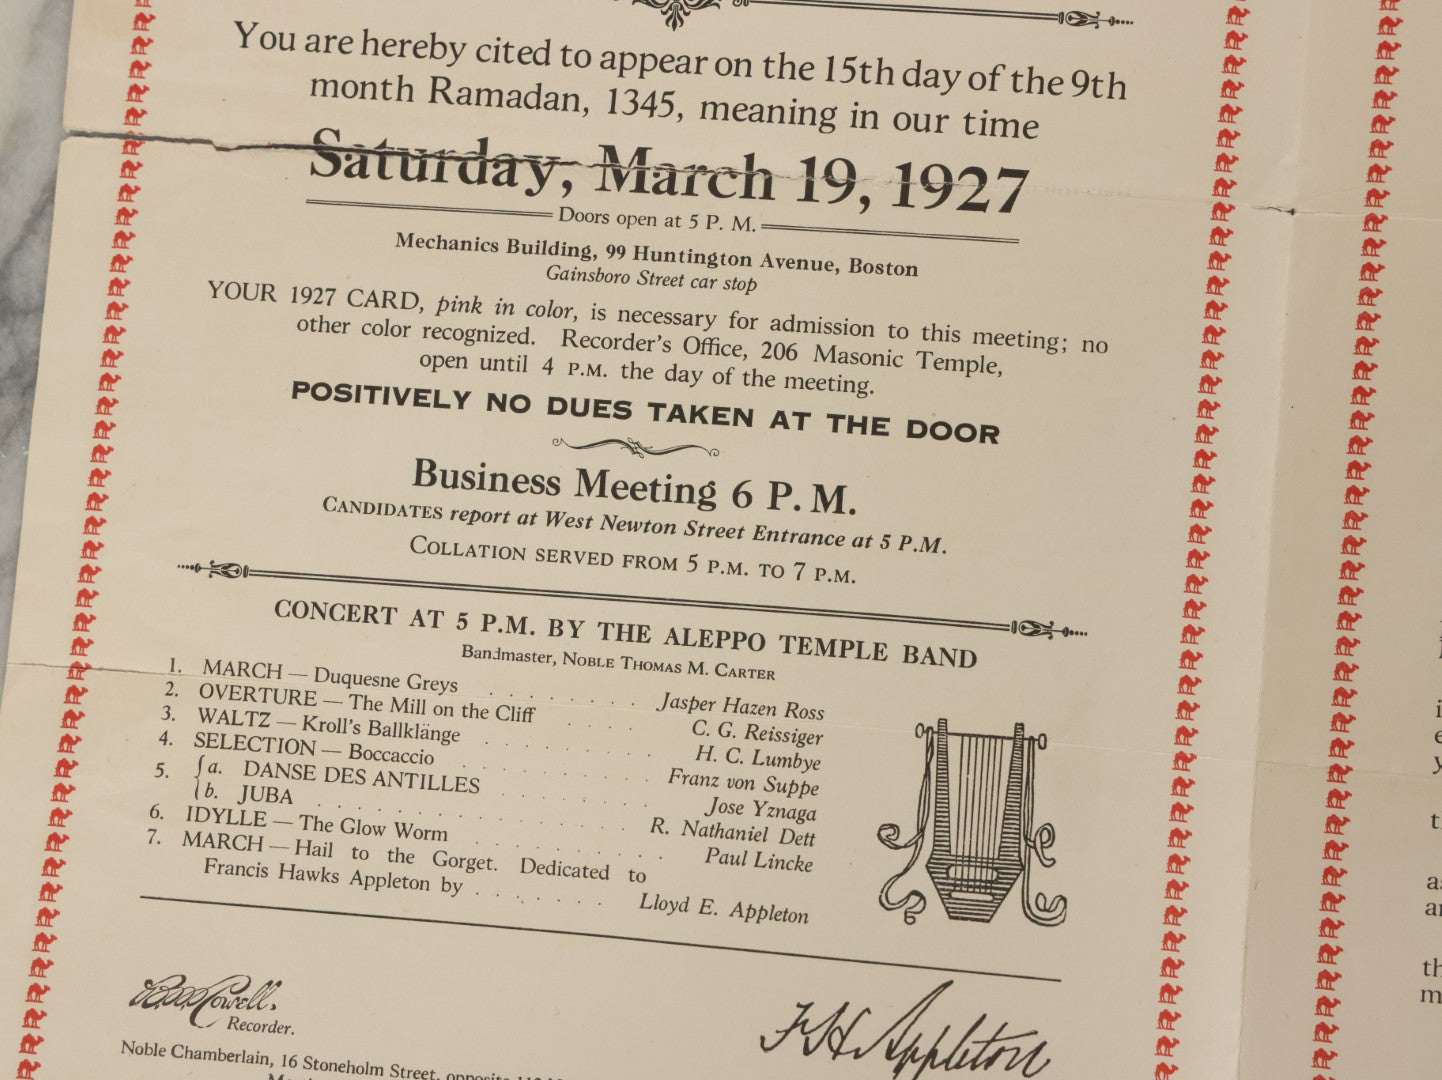 You are hereby cited to appear on the 15th day of the 9th
month Ramadan, 1345, meaning in our time
Saturday, March 19, 1927
Doors open at 5 P. M.
Mechanics Building, 99 Huntington Avenue, Boston
Gainsboro Street car stop
YOUR 1927 CARD, pink in color, is necessary for admission to this meeting; no
other color recognized. Recorder's Office, 206 Masonic Temple,
open until 4 P.M. the day of the meeting.
POSITIVELY NO DUES TAKEN AT THE DOOR
Business Meeting 6 P. M.
CANDIDATES report at West Newton Street Entrance at 5 P.M.
COLLATION SERVED FROM 5 P.M. TO 7 P.M.
CONCERT AT 5 P.M. BY THE ALEPPO TEMPLE BAND
Bandmaster, NOBLE THOMAS M. CARTER
1. MARCH — Duquesne Greys . . . . . . . . Jasper Hazen Ross
2. OVERTURE — The Mill on the Cliff . . . . C. G. Reissiger
3. WALTZ — Kroll's Ballklänge . . . . . . . H. C. Lumbye
4. SELECTION — Boccaccio . . . . . . . . Franz von Suppe
5. { a. DANSE DES ANTILLES . . . . . . . Jose Yznaga
b. JUBA . . . . . . . . . . . . . R. Nathaniel Dett
6. IDYLLE — The Glow Worm . . . . . . . . Paul Lincke
7. MARCH — Hail to the Gorget. Dedicated to
Francis Hawks Appleton by . . . . . . . Lloyd E. Appleton
Cowell.
Recorder.
F H Appleton
Noble Chamberlain, 16 Stoneholm Street, opposite